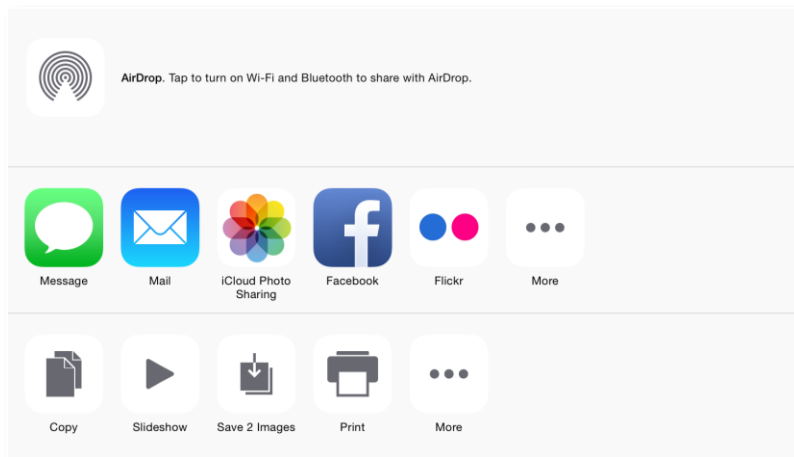 AirDrop. Tap to turn on Wi-Fi and Bluetooth to share with AirDrop.
Message
Mail
iCloud Photo
Sharing
Facebook
Flickr
More
Copy
Slideshow
Save 2 Images
Print
More